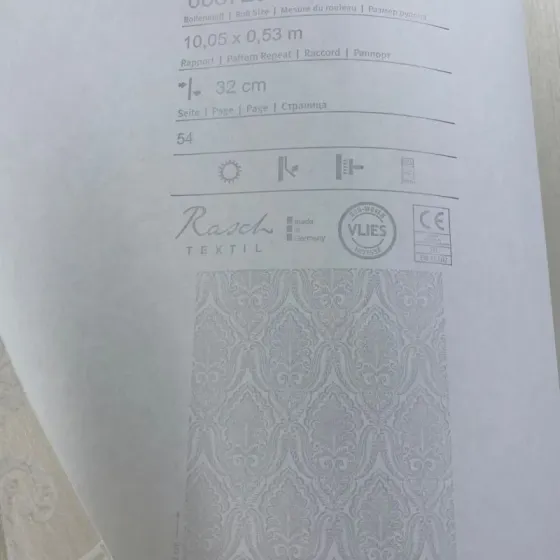 Rollenmaß | Roll Size | Mesure du rouleau | Размер рулона
10,05 x 0,53 m
Rapport | Pattern Repeat | Raccord | Раппорт
32 cm
Seite | Page | Page | Страница
54
Rasch
TEXTIL
made
in
Germany
VLIES
CE